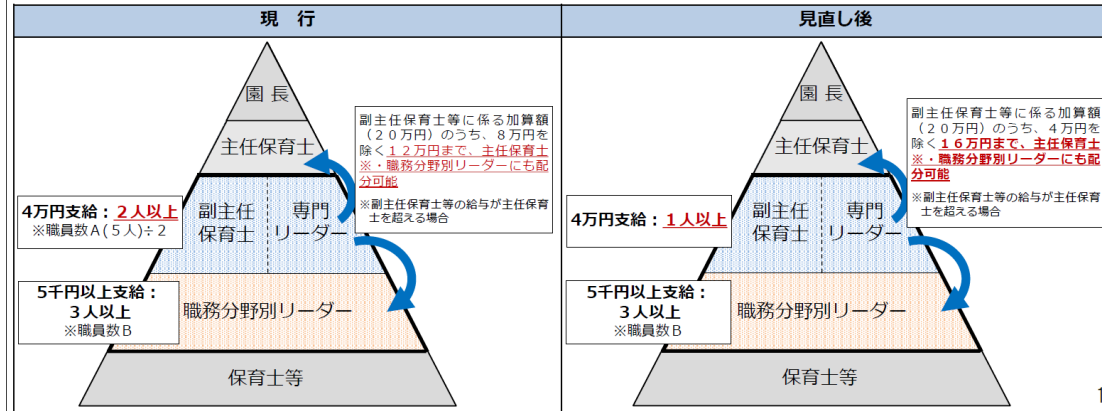 現 行
園長
主任保育士
副主任保育士等に係る加算額
(20万円)のうち、8万円を
除く12万円まで、主任保育士
※・職務分野別リーダーにも配
分可能
※副主任保育士等の給与が主任保育
士を超える場合
4万円支給:2人以上
※職員数A(5人)÷2
副主任
保育士
専門
リーダー
5千円以上支給:
3人以上
※職員数B
職務分野別リーダー
保育士等
見直し後
園長
主任保育士
副主任保育士等に係る加算額
(20万円)のうち、4万円を
除く16万円まで、主任保育士
※・職務分野別リーダーにも配分
可能
※副主任保育士等の給与が主任保育
士を超える場合
4万円支給:1人以上
副主任
保育士
専門
リーダー
5千円以上支給:
3人以上
※職員数B
職務分野別リーダー
保育士等